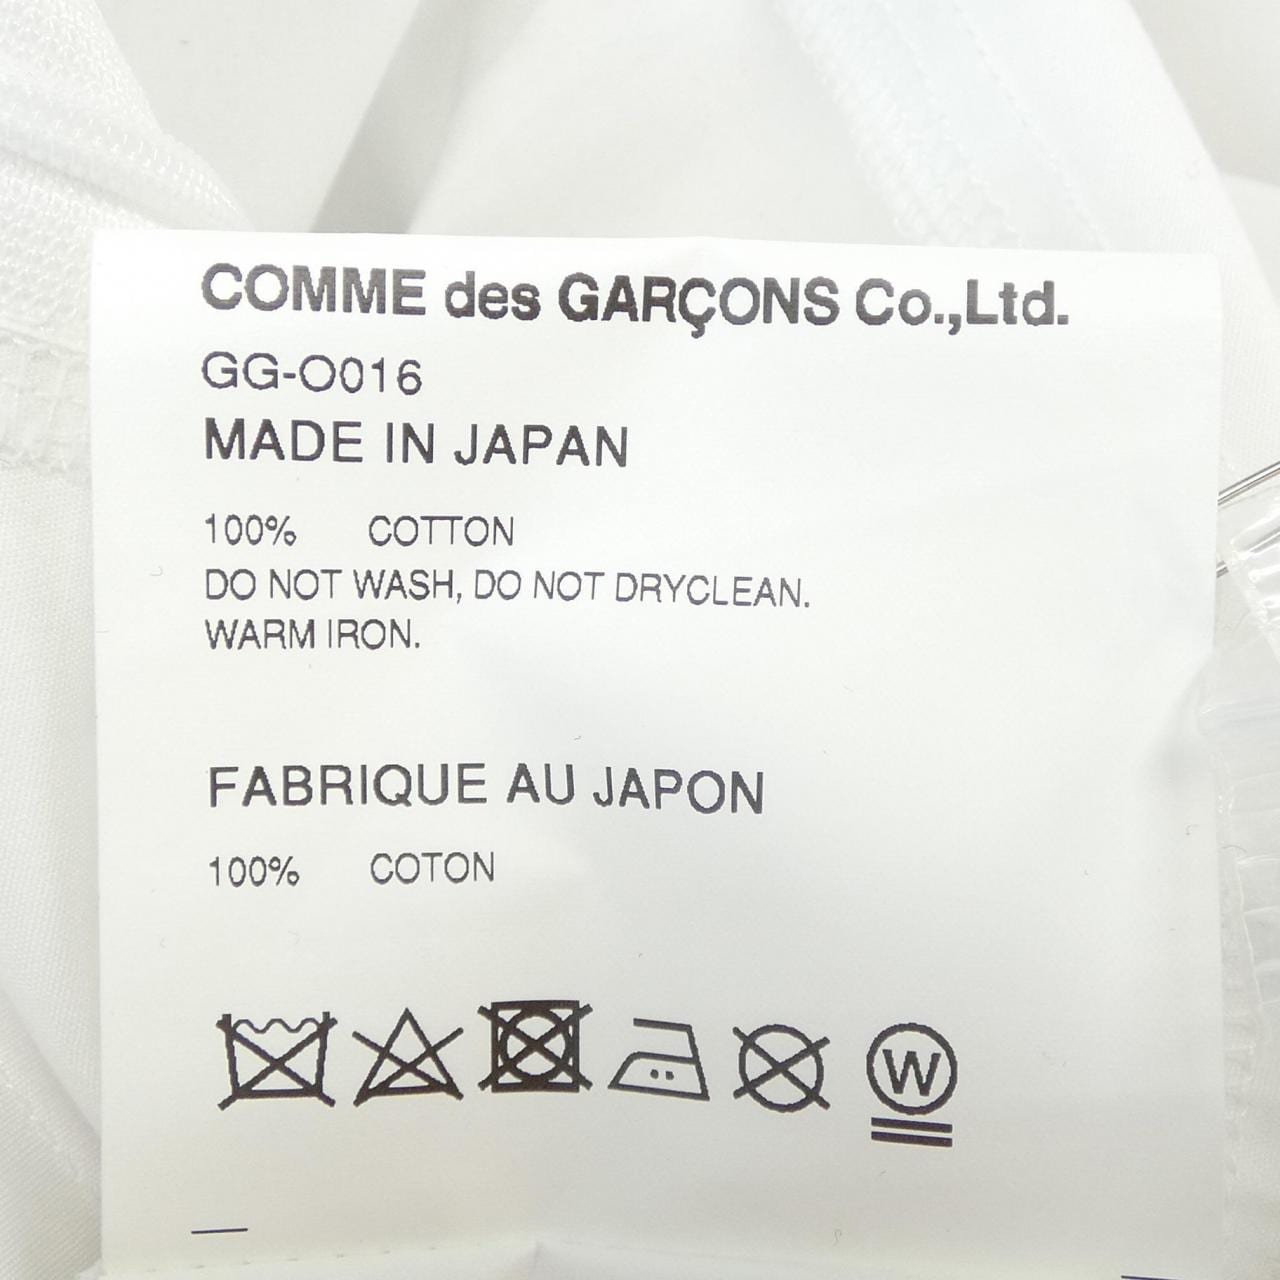 COMME des GARÇONS Co.,Ltd.
GG-O016
MADE IN JAPAN
100% COTTON
DO NOT WASH, DO NOT DRYCLEAN.
WARM IRON.
FABRIQUE AU JAPON
100% COTON
W